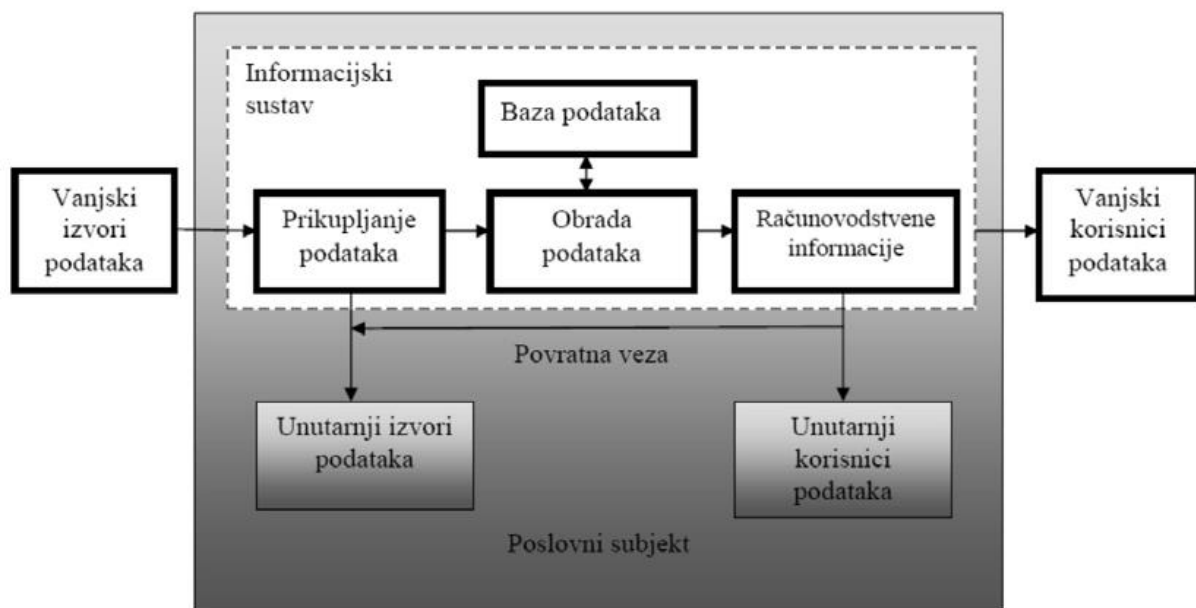 Informacijski
sustav
Baza podataka
Vanjski
izvori
podataka
Prikupljanje
podataka
Obrada
podataka
Računovodstvene
informacije
Vanjski
korisnici
podataka
Povratna veza
Unutarnji izvori
podataka
Unutarnji
korisnici
podataka
Poslovni subjekt